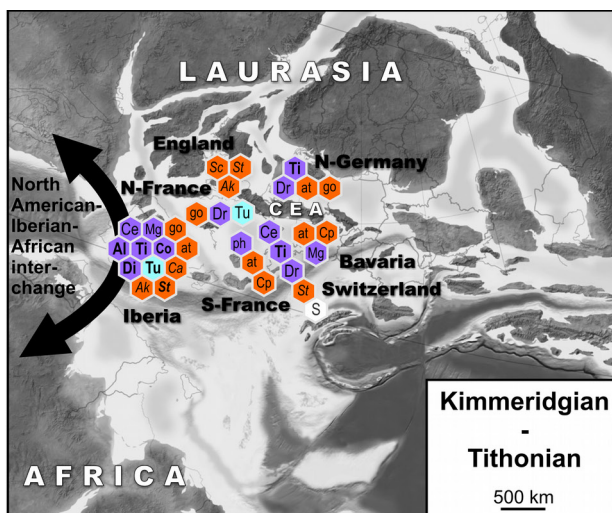 LAURASIA
England
Sc St
Ak
N-France
Ti
Dr at go
N-Germany
CEA
go Dr Tu
North
American-
Iberian-
African
inter-
change
Ce Mg go
Al Ti Co at
Di Tu Ca
Ak St
Iberia
ph
at
Cp
S-France
Ce
Ti
Dr
St
S
at Cp
Mg
Bavaria
Switzerland
AFRICA
Kimmeridgian
-
Tithonian
500 km